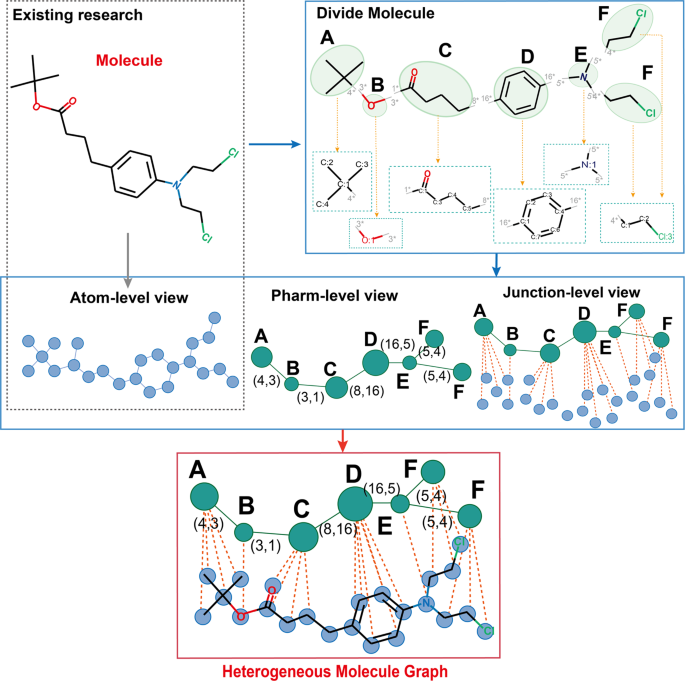 Existing research
Molecule
O
O
N
Cl
Cl
Divide Molecule
A
B
C
D
E
F
F
4*
3*
O
3*
1*
O
8*
16*
16*
5*
N
5*
4*
5*
4*
Cl
Cl
C:2
C:3
C:1
C:4
4*
3*
O:1
3*
O
1*
C:3
C:4
C:5
8*
C:3
C:2
16*
C:4
16*
C:1
C:7
C:6
5*
N:1
5*
5*
4*
C:1
C:2
Cl:3
Atom-level view
Pharm-level view
A
B
C
D
E
F
F
(4,3)
(3,1)
(8,16)
(16,5)
(5,4)
(5,4)
Junction-level view
A
B
C
D
E
F
F
A
B
C
D
E
F
F
(4,3)
(3,1)
(8,16)
(16,5)
(5,4)
(5,4)
O
O
N
Cl
Cl
Heterogeneous Molecule Graph